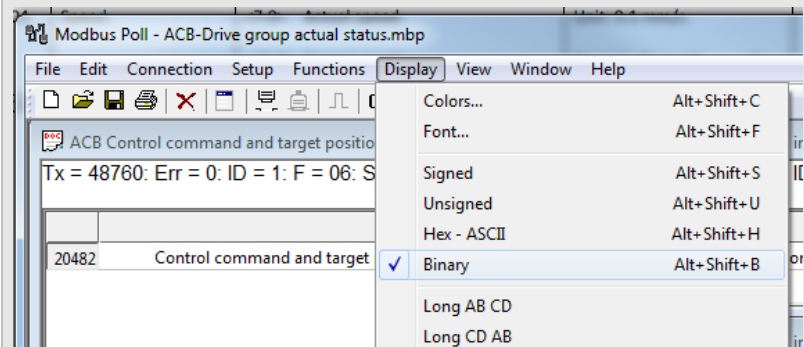 Modbus Poll - ACB-Drive group actual status.mbp
File Edit Connection Setup Functions Display View Window Help
Colors... Alt+Shift+C
Font... Alt+Shift+F
ACB Control command and target positio
Tx = 48760: Err = 0: ID = 1: F = 06: S
Signed Alt+Shift+S
Unsigned Alt+Shift+U
Hex - ASCII Alt+Shift+H
20482 Control command and target
Binary Alt+Shift+B
Long AB CD
Long CD AB